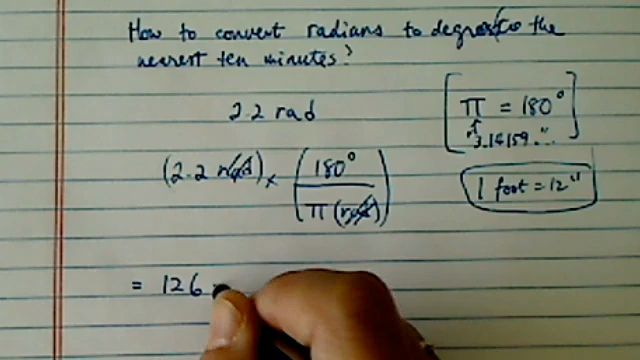 How to convert radians to degrees (to the
nearest ten minutes?
2.2 rad
[π = 180°
3.14159...]
(2.2 rad) × (180° / π (rad))
1 foot = 12"
= 126